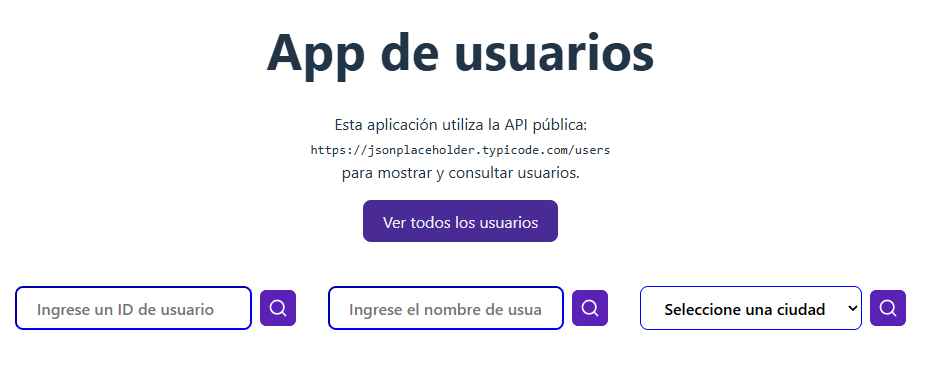 App de usuarios
Esta aplicación utiliza la API pública:
https://jsonplaceholder.typicode.com/users
para mostrar y consultar usuarios.
Ver todos los usuarios
Ingrese un ID de usuario
Ingrese el nombre de usua
Seleccione una ciudad